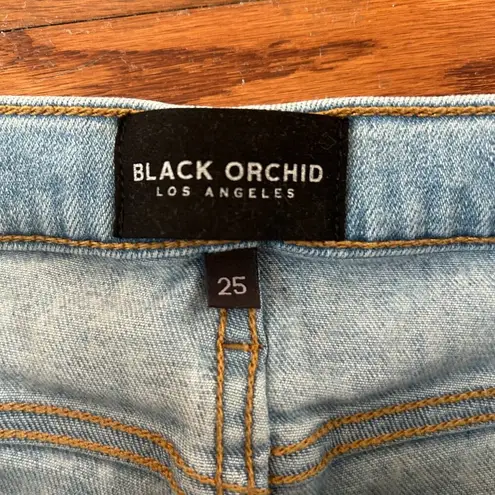 BLACK ORCHID
LOS ANGELES
25